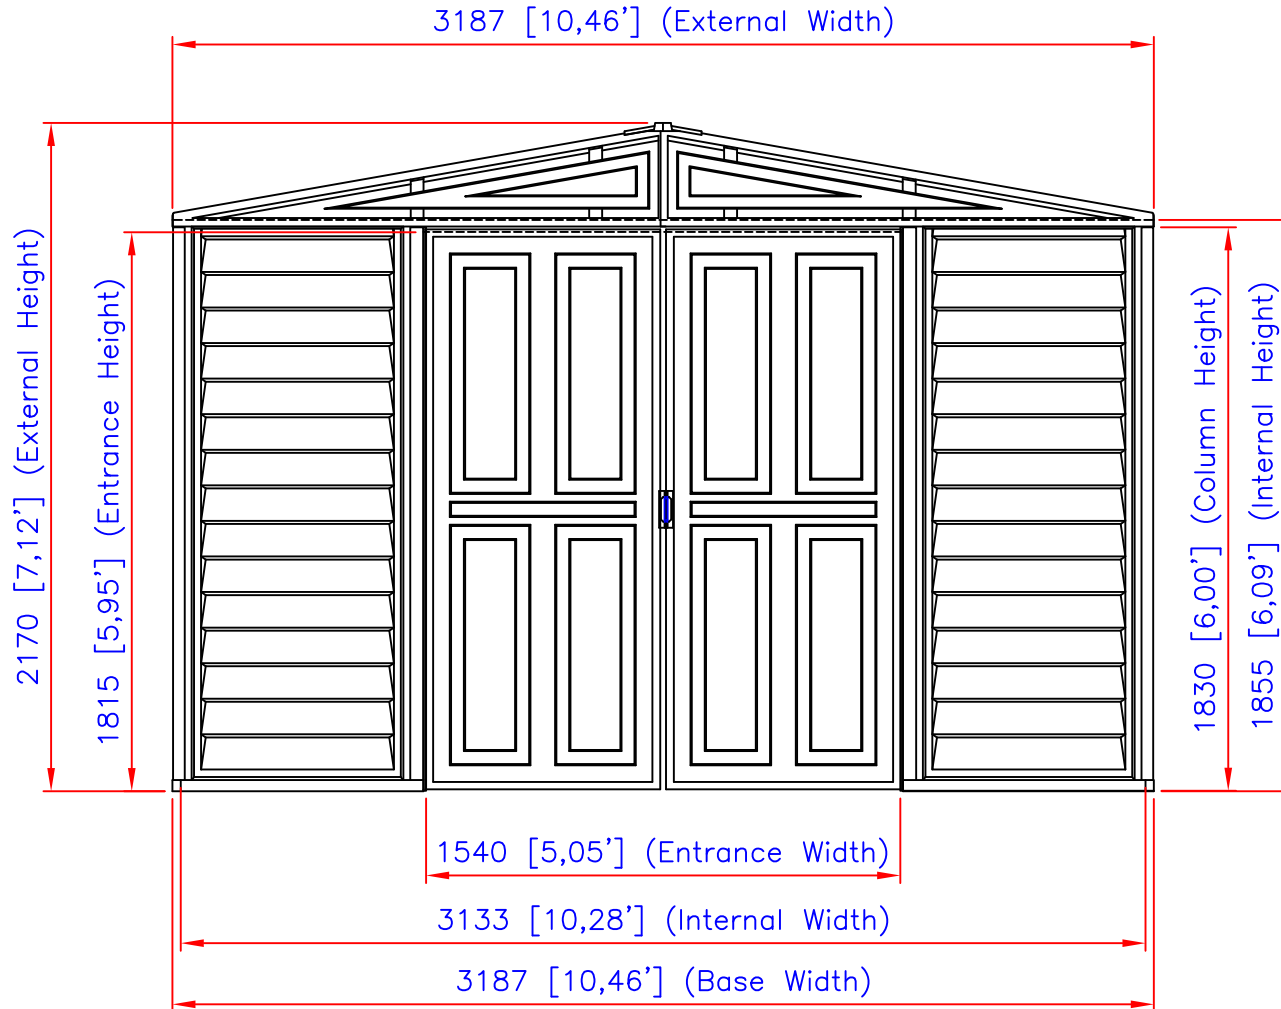 3187 [10,46’] (External Width)
2170 [7,12’] (External Height)
1815 [5,95’] (Entrance Height)
1830 [6,00’] (Column Height)
1855 [6,09’] (Internal Height)
1540 [5,05’] (Entrance Width)
3133 [10,28’] (Internal Width)
3187 [10,46’] (Base Width)